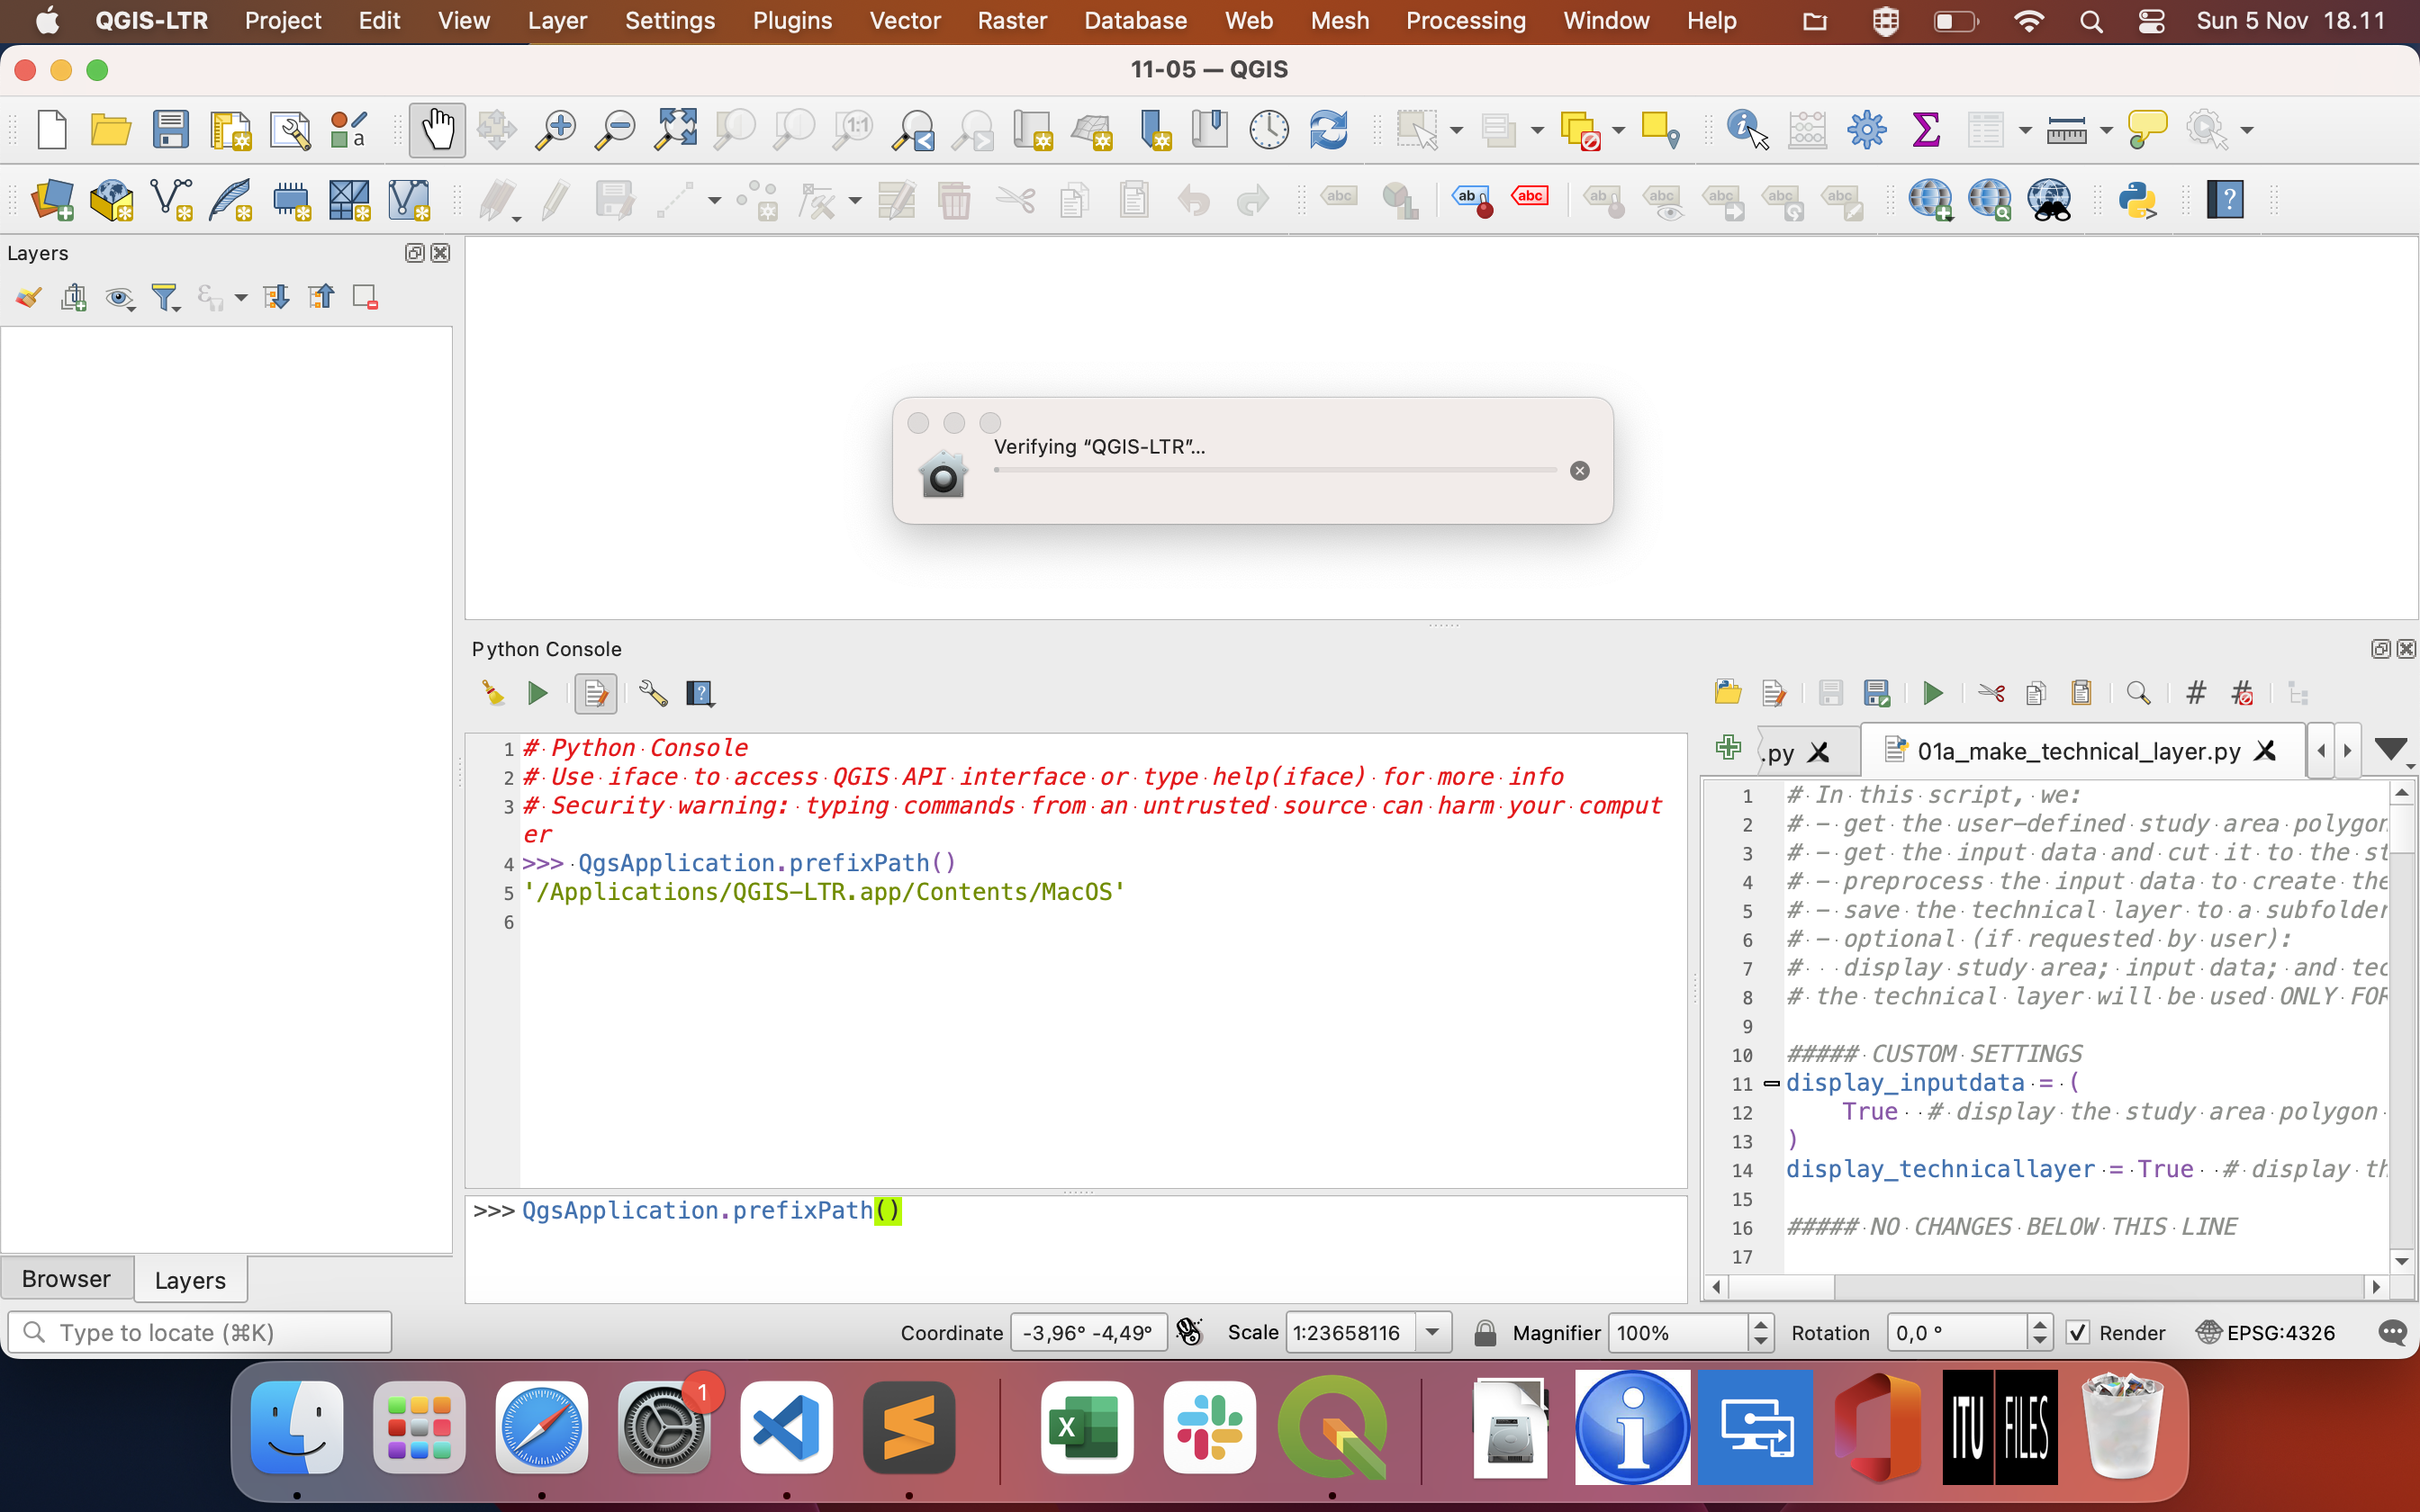 QGIS-LTR Project Edit View Layer Settings Plugins Vector Raster Database Web Mesh Processing Window Help Sun 5 Nov 18.11
11-05 — QGIS
Layers
Verifying “QGIS-LTR”...
Python Console
1 # Python Console
2 # Use iface to access QGIS API interface or type help(iface) for more info
3 # Security warning: typing commands from an untrusted source can harm your comput
er
4 >>> QgsApplication.prefixPath()
5 '/Applications/QGIS-LTR.app/Contents/MacOS'
6
>>> QgsApplication.prefixPath()
.py 01a_make_technical_layer.py
1 # In this script, we:
2 # - get the user-defined study area polygon
3 # - get the input data and cut it to the st
4 # - preprocess the input data to create the
5 # - save the technical layer to a subfolder
6 # - optional (if requested by user):
7 # display study area; input data; and tec
8 # the technical layer will be used ONLY FOR
9
10 ##### CUSTOM SETTINGS
11 display_inputdata = (
12 True # display the study area polygon
13 )
14 display_technicallayer = True # display th
15
16 ##### NO CHANGES BELOW THIS LINE
17
Browser Layers
Type to locate (⌘K) Coordinate -3,96° -4,49° Scale 1:23658116 Magnifier 100% Rotation 0,0 ° Render EPSG:4326
1
ITU FILES